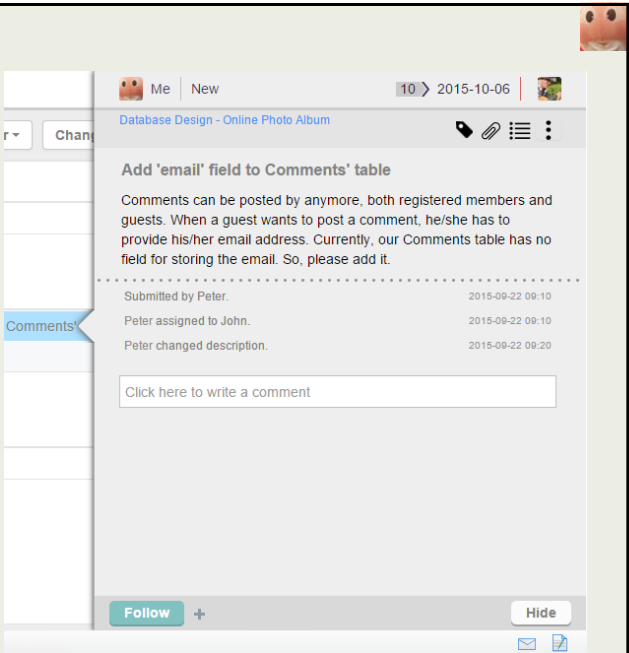 Me New 10 2015-10-06
Database Design - Online Photo Album
r Chang
Add 'email' field to Comments' table
Comments can be posted by anymore, both registered members and
guests. When a guest wants to post a comment, he/she has to
provide his/her email address. Currently, our Comments table has no
field for storing the email. So, please add it.
Submitted by Peter. 2015-09-22 09:10
Comments' Peter assigned to John. 2015-09-22 09:10
Peter changed description. 2015-09-22 09:20
Click here to write a comment
Follow + Hide